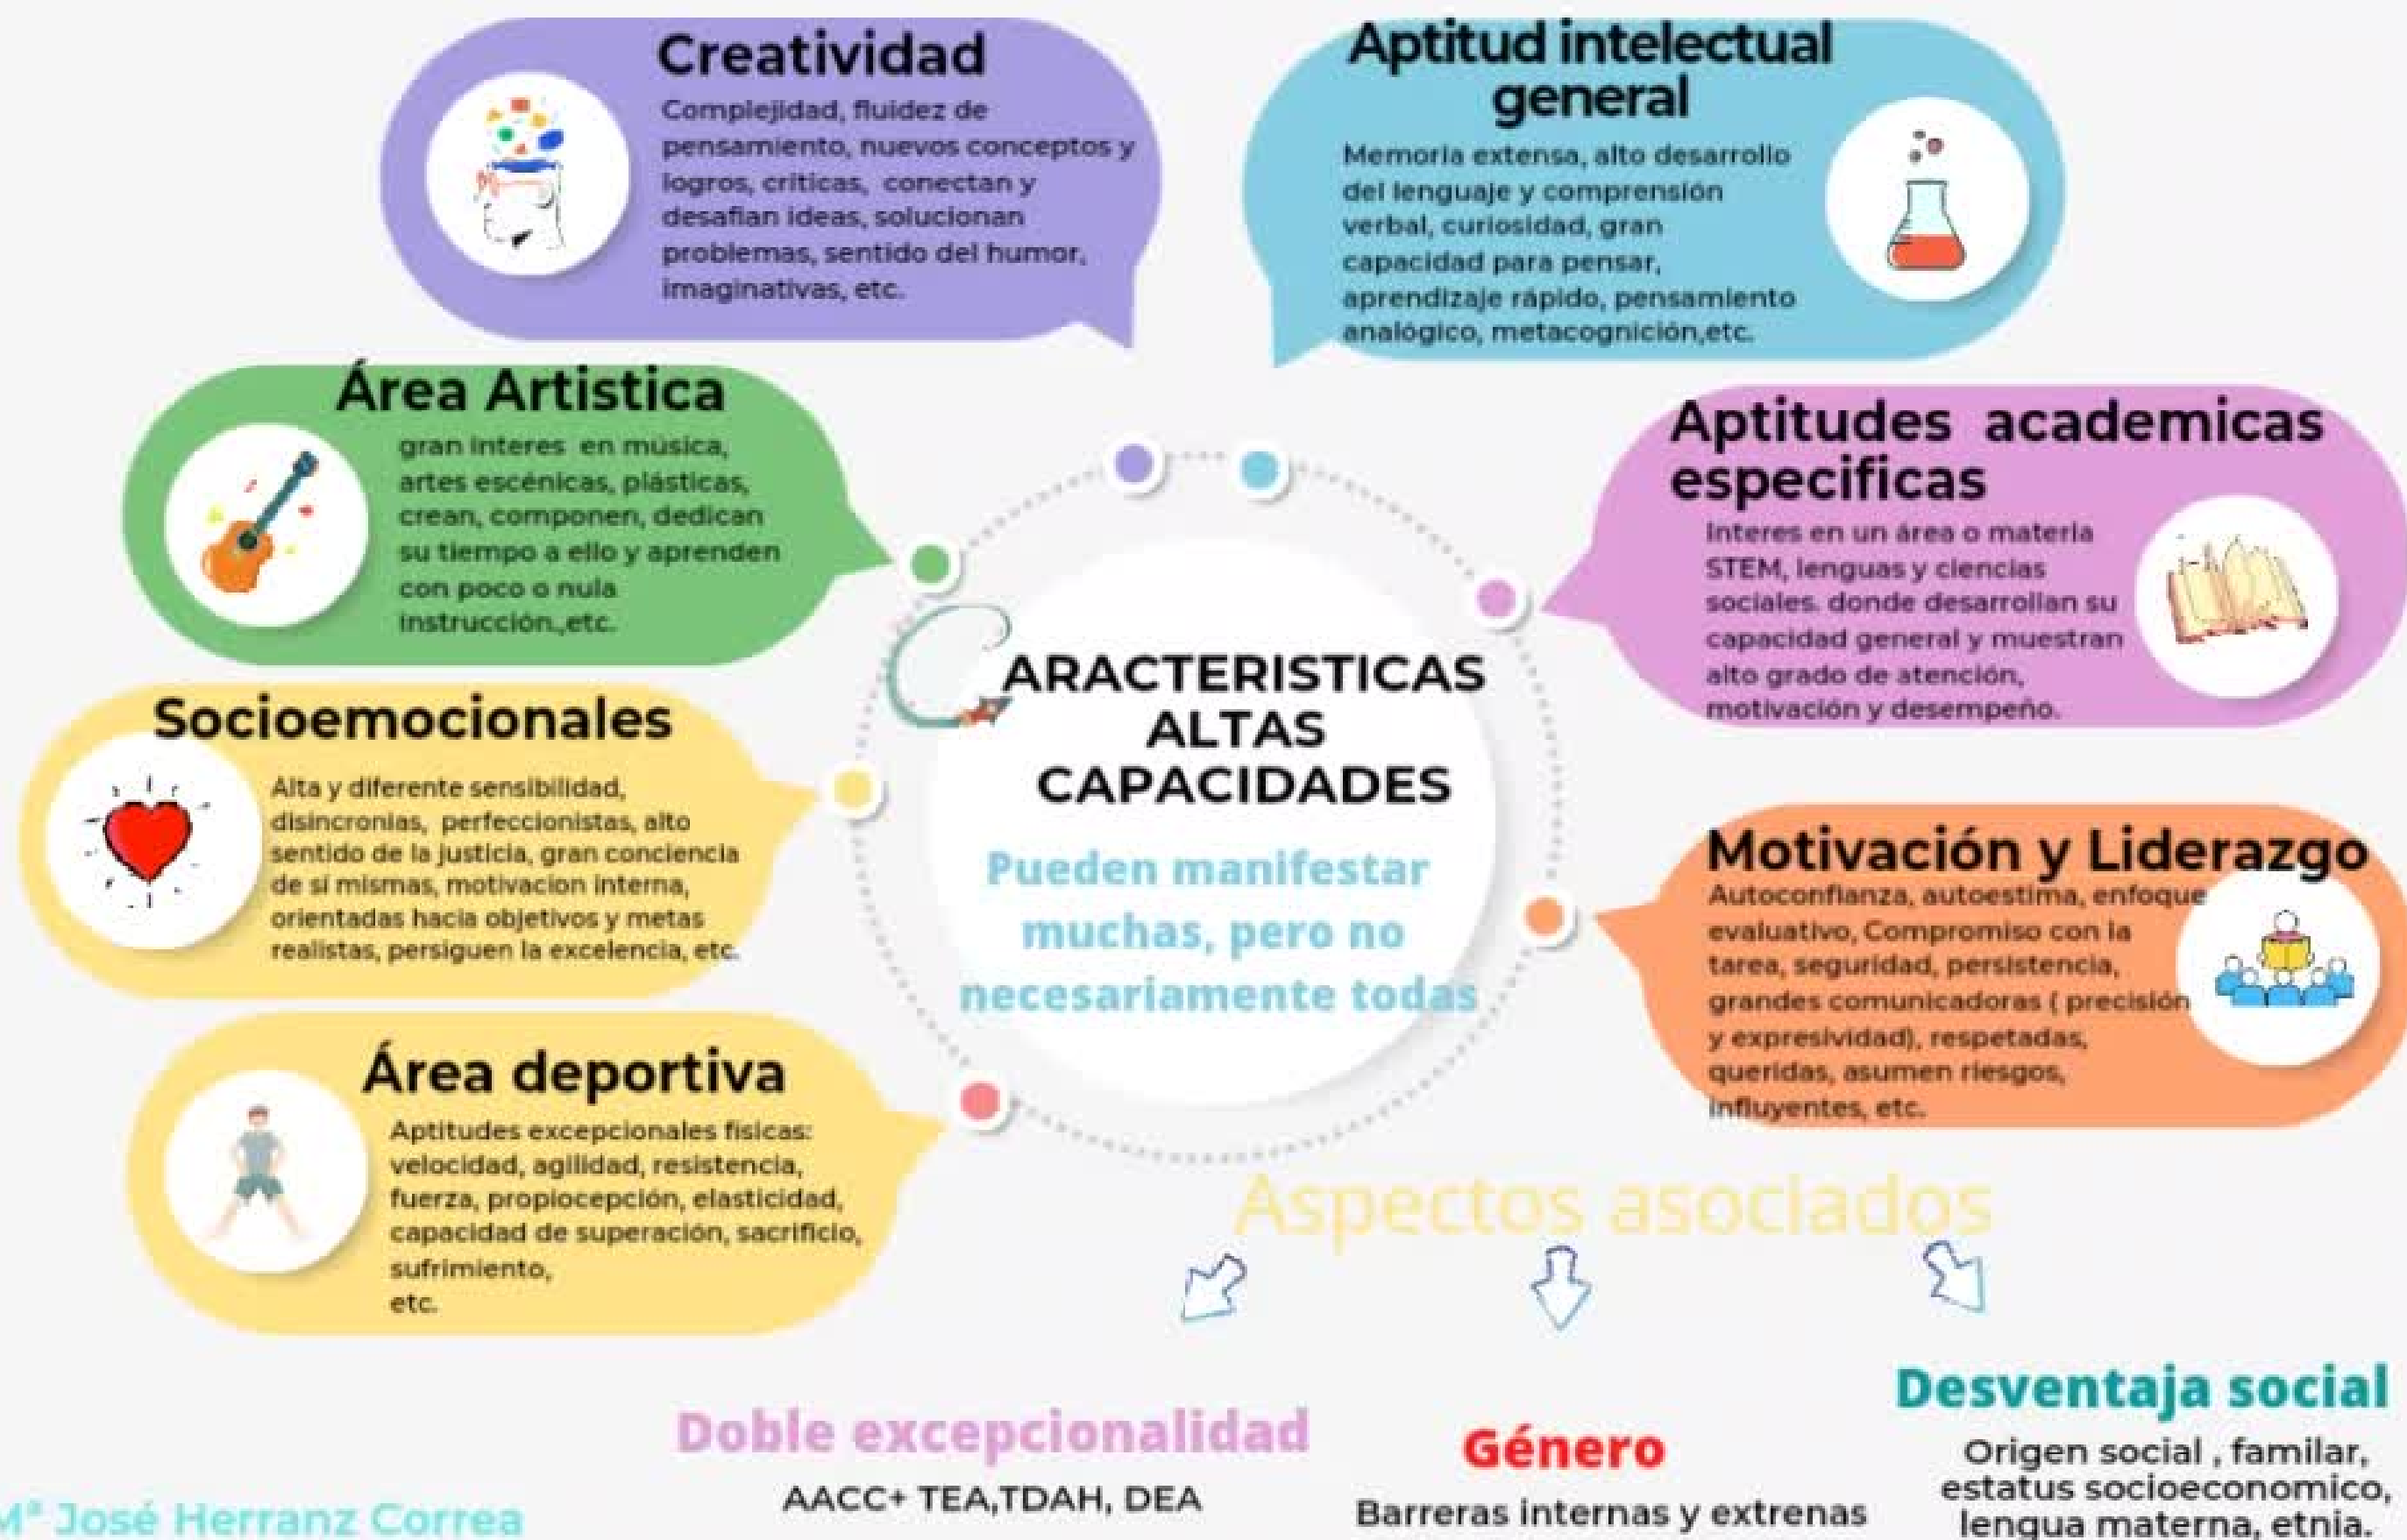 Creatividad
Complejidad, fluidez de
pensamiento, nuevos conceptos y
logros, criticas, conectan y
desafian ideas, solucionan
problemas, sentido del humor,
imaginativas, etc.
Aptitud intelectual
general
Memoria extensa, alto desarrollo
del lenguaje y comprensión
verbal, curiosidad, gran
capacidad para pensar,
aprendizaje rápido, pensamiento
analógico, metacognición,etc.
Área Artistica
gran interes en música,
artes escénicas, plásticas,
crean, componen, dedican
su tiempo a ello y aprenden
con poco o nula
instrucción.,etc.
Aptitudes academicas
especificas
Interes en un área o materia
STEM, lenguas y ciencias
sociales. donde desarrollan su
capacidad general y muestran
alto grado de atención,
motivación y desempeño.
CARACTERISTICAS
ALTAS
CAPACIDADES
Pueden manifestar
muchas, pero no
necesariamente todas
Socioemocionales
Alta y diferente sensibilidad,
disincronias, perfeccionistas, alto
sentido de la justicia, gran conciencia
de sí mismas, motivacion interna,
orientadas hacia objetivos y metas
realistas, persiguen la excelencia, etc.
Motivación y Liderazgo
Autoconfianza, autoestima, enfoque
evaluativo, Compromiso con la
tarea, seguridad, persistencia,
grandes comunicadoras ( precisión
y expresividad), respetadas,
queridas, asumen riesgos,
influyentes, etc.
Área deportiva
Aptitudes excepcionales fisicas:
velocidad, agilidad, resistencia,
fuerza, propiocepción, elasticidad,
capacidad de superación, sacrificio,
sufrimiento,
etc.
Aspectos asociados
Doble excepcionalidad
AACC+ TEA,TDAH, DEA
Género
Barreras internas y extrenas
Desventaja social
Origen social , familar,
estatus socioeconomico,
lengua materna, etnia.
Mª José Herranz Correa